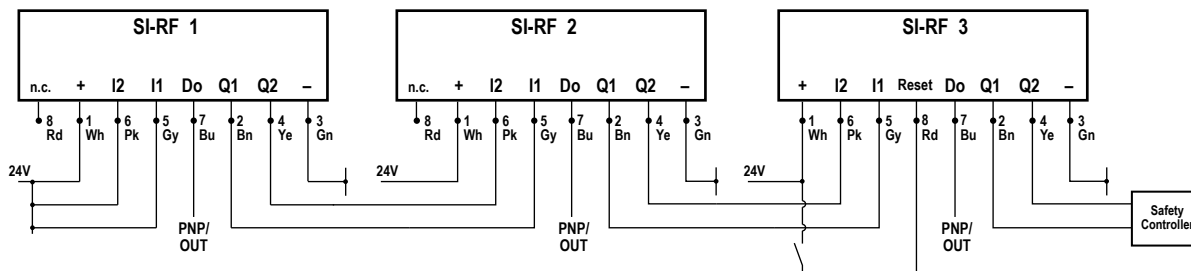 SI-RF 1
SI-RF 2
SI-RF 3
n.c. + I2 I1 Do Q1 Q2 –
n.c. + I2 I1 Do Q1 Q2 –
+ I2 I1 Reset Do Q1 Q2 –
8 1 6 5 7 2 4 3
Rd Wh Pk Gy Bu Bn Ye Gn
8 1 6 5 7 2 4 3
Rd Wh Pk Gy Bu Bn Ye Gn
1 6 5 8 7 2 4 3
Wh Pk Gy Rd Bu Bn Ye Gn
24V
24V
24V
PNP/
OUT
PNP/
OUT
PNP/
OUT
Safety
Controller